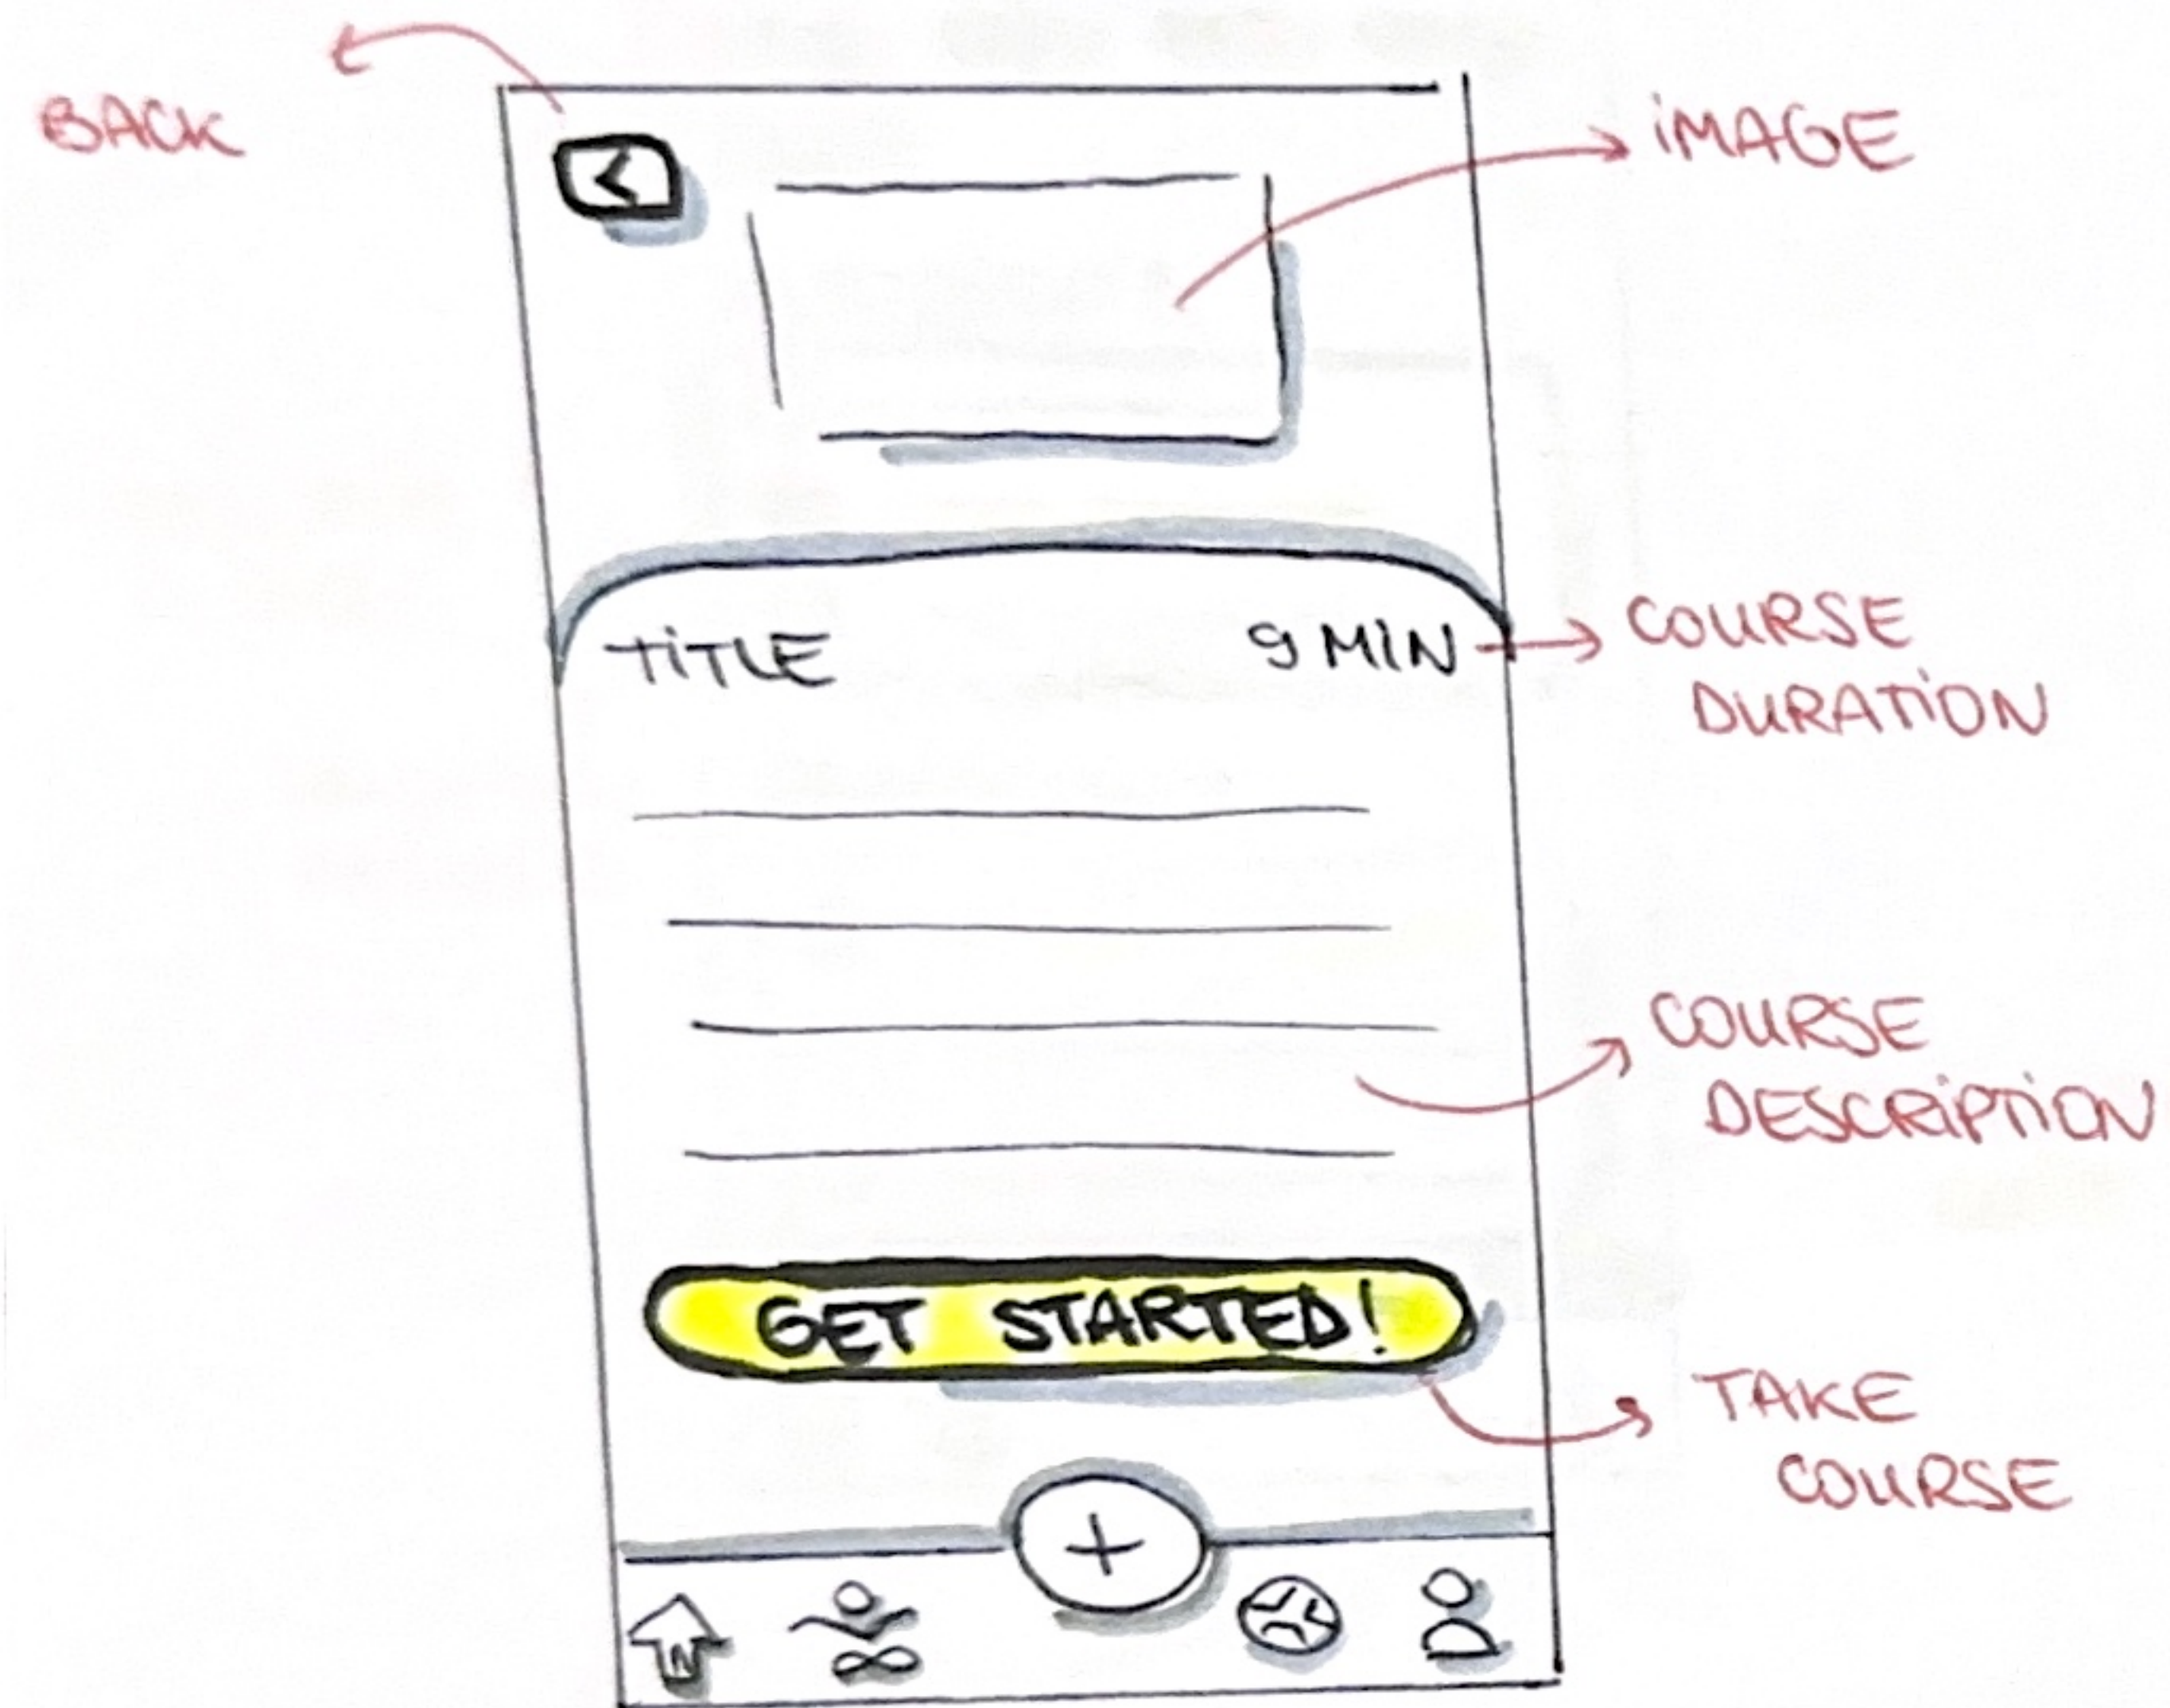 BACK
IMAGE
TITLE
9 MIN
COURSE
DURATION
COURSE
DESCRIPTION
GET STARTED!
TAKE
COURSE